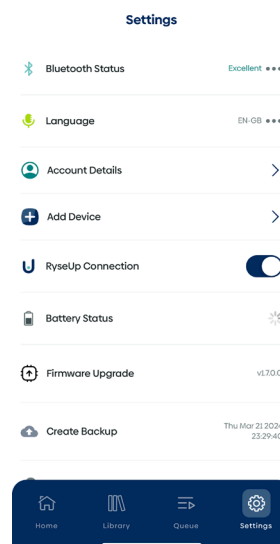 Settings
Bluetooth Status Excellent
Language EN-GB
Account Details
Add Device
RyseUp Connection
Battery Status
Firmware Upgrade v1.7.0.0
Create Backup Thu Mar 21 2024
23:29:40
Home Library Queue Settings